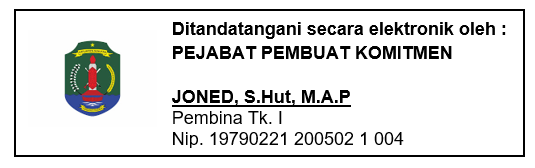 Ditandatangani secara elektronik oleh :
PEJABAT PEMBUAT KOMITMEN
JONED, S.Hut, M.A.P
Pembina Tk. I
Nip. 19790221 200502 1 004